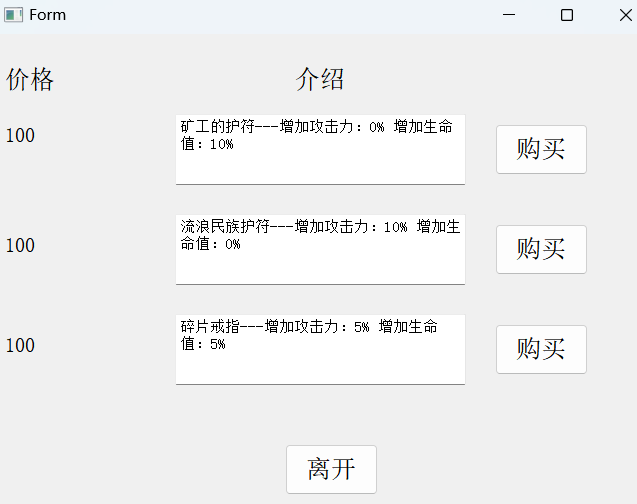 Form
价格 介绍
100
矿工的护符---增加攻击力：0% 增加生命
值：10%
购买
100
流浪民族护符---增加攻击力：10% 增加生
命值：0%
购买
100
碎片戒指---增加攻击力：5% 增加生命
值：5%
购买
离开